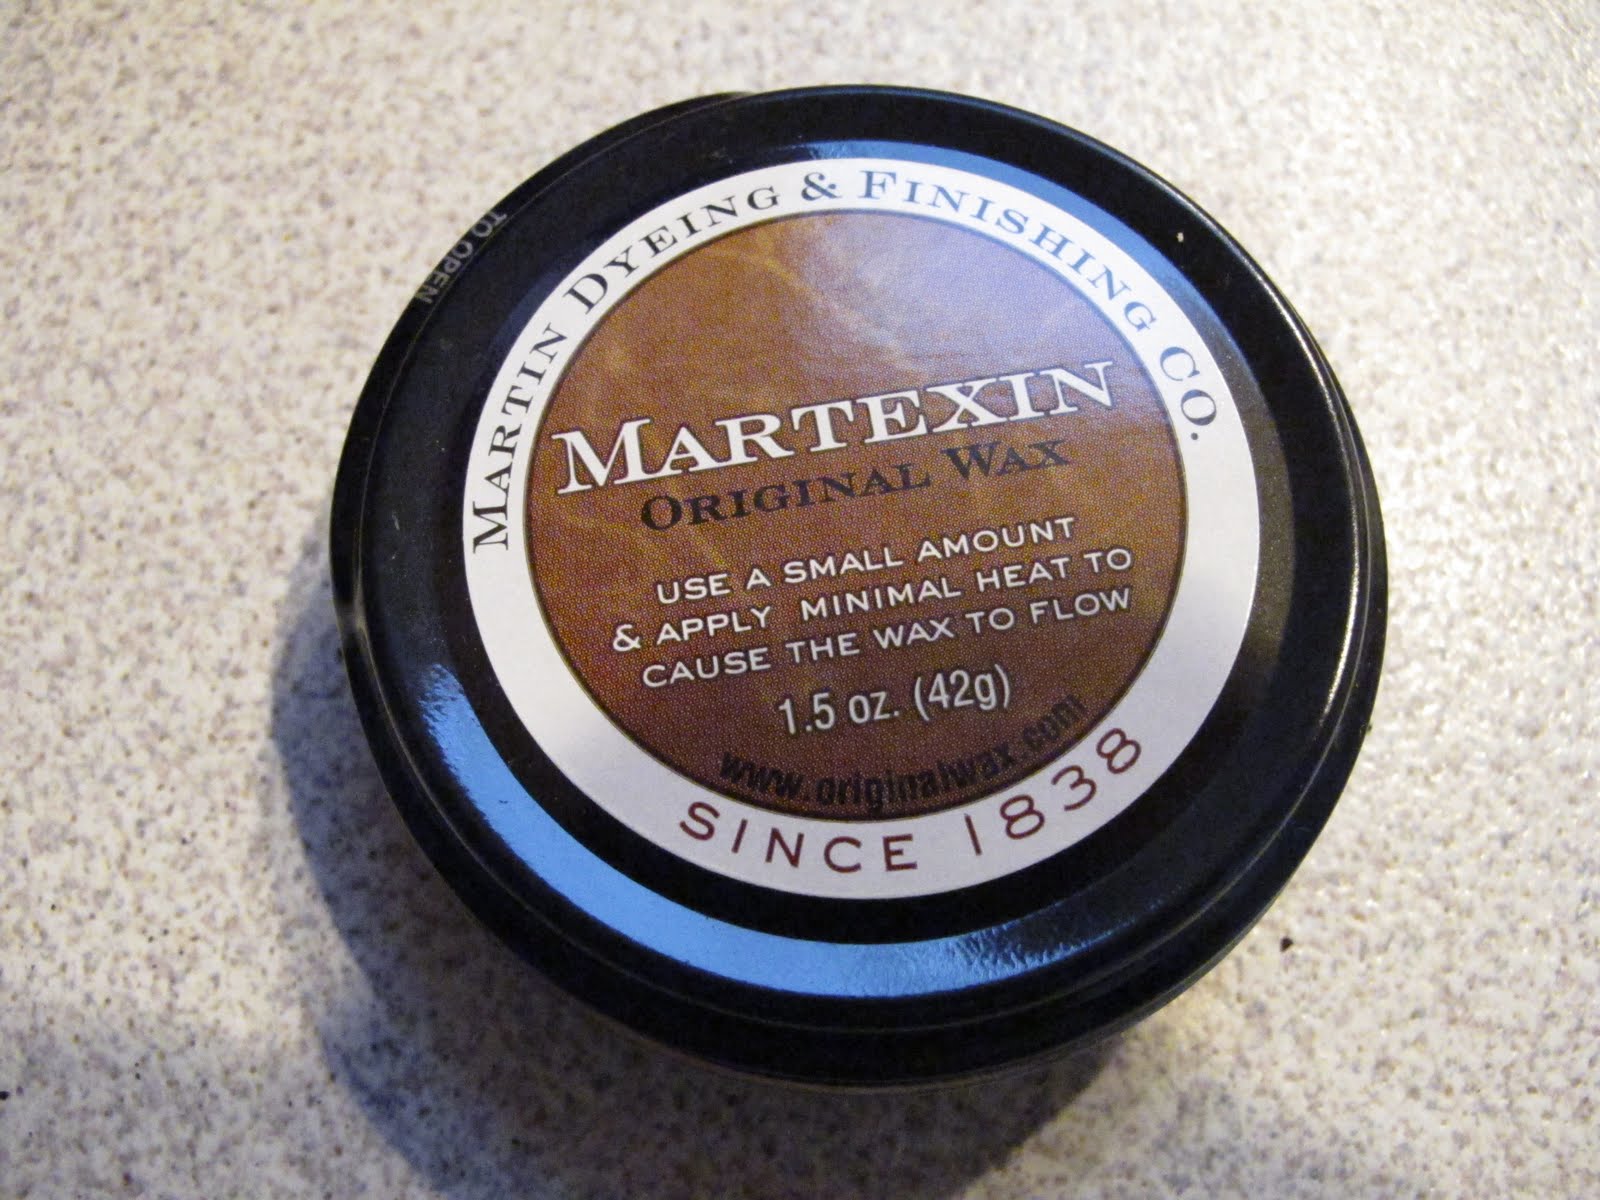 TO OPEN
MARTIN DYEING & FINISHING CO.
MARTEXIN
ORIGINAL WAX
USE A SMALL AMOUNT
& APPLY MINIMAL HEAT TO
CAUSE THE WAX TO FLOW
1.5 oz. (42g)
www.originalwax.com
SINCE 1838